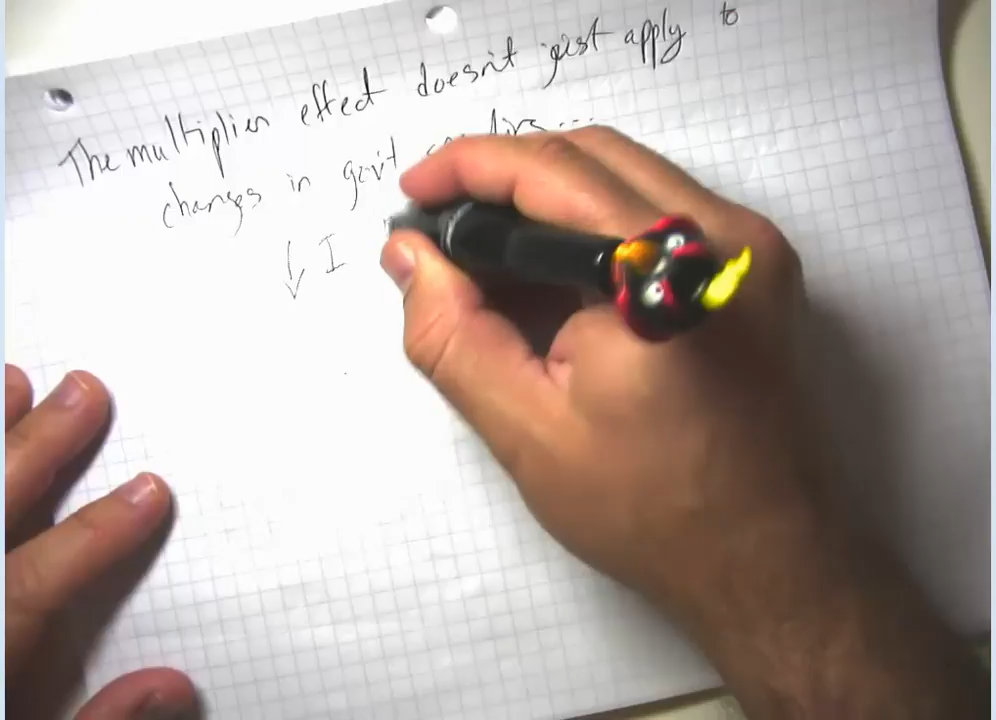 The multiplier effect doesn't just apply to
changes in gov't
↓ I